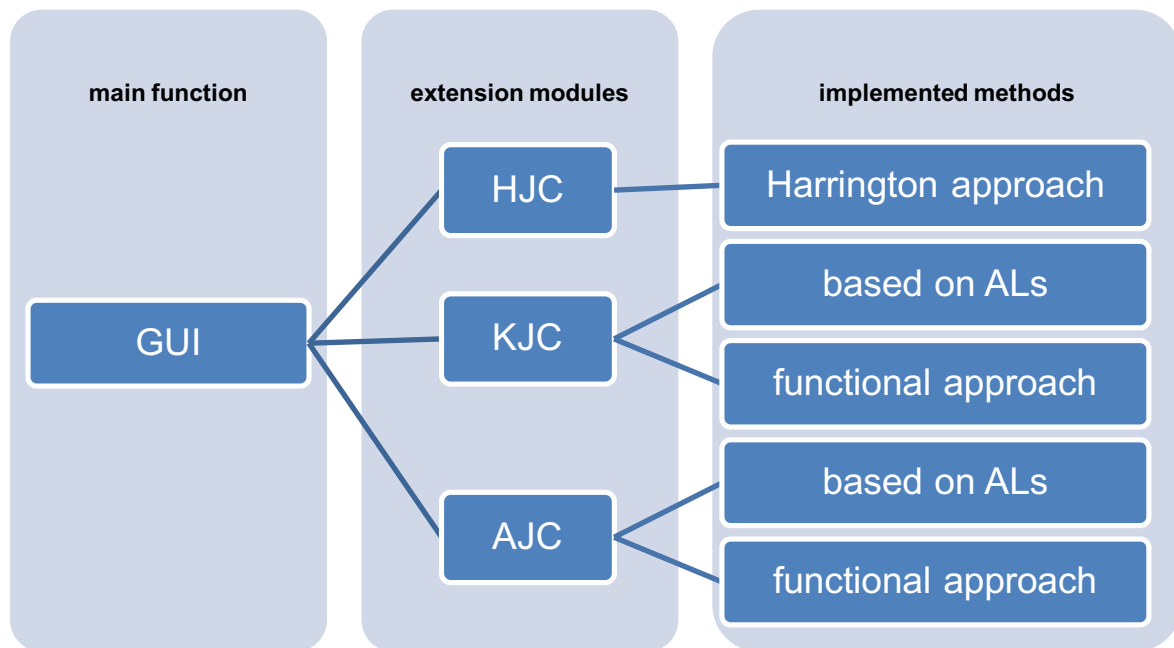 main function
extension modules
implemented methods
GUI
HJC
KJC
AJC
Harrington approach
based on ALs
functional approach
based on ALs
functional approach